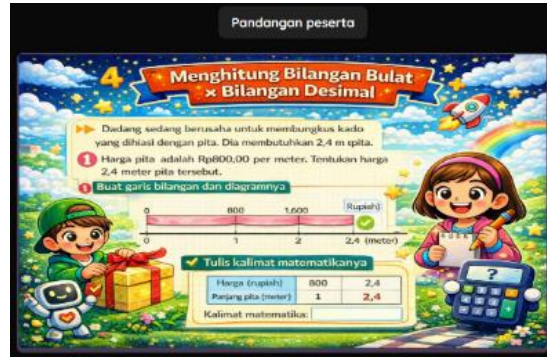 Pandangan peserta
4
Menghitung Bilangan Bulat
× Bilangan Desimal
Dadang sedang berusaha untuk membungkus kado
yang dihiasi dengan pita. Dia membutuhkan 2,4 m epita.
1 Harga pita adalah Rp800,00 per meter. Tentukan harga
2,4 meter pita tersebut.
1 Buat garis bilangan dan diagramnya
0 800 1,600 Rupiah)
0 1 2 2,4 (meter)
Tulis kalimat matematikanya
Harga (rupiah) 800 2,4
Panjang pita (meter) 1 2,4
Kalimat matematika:
?